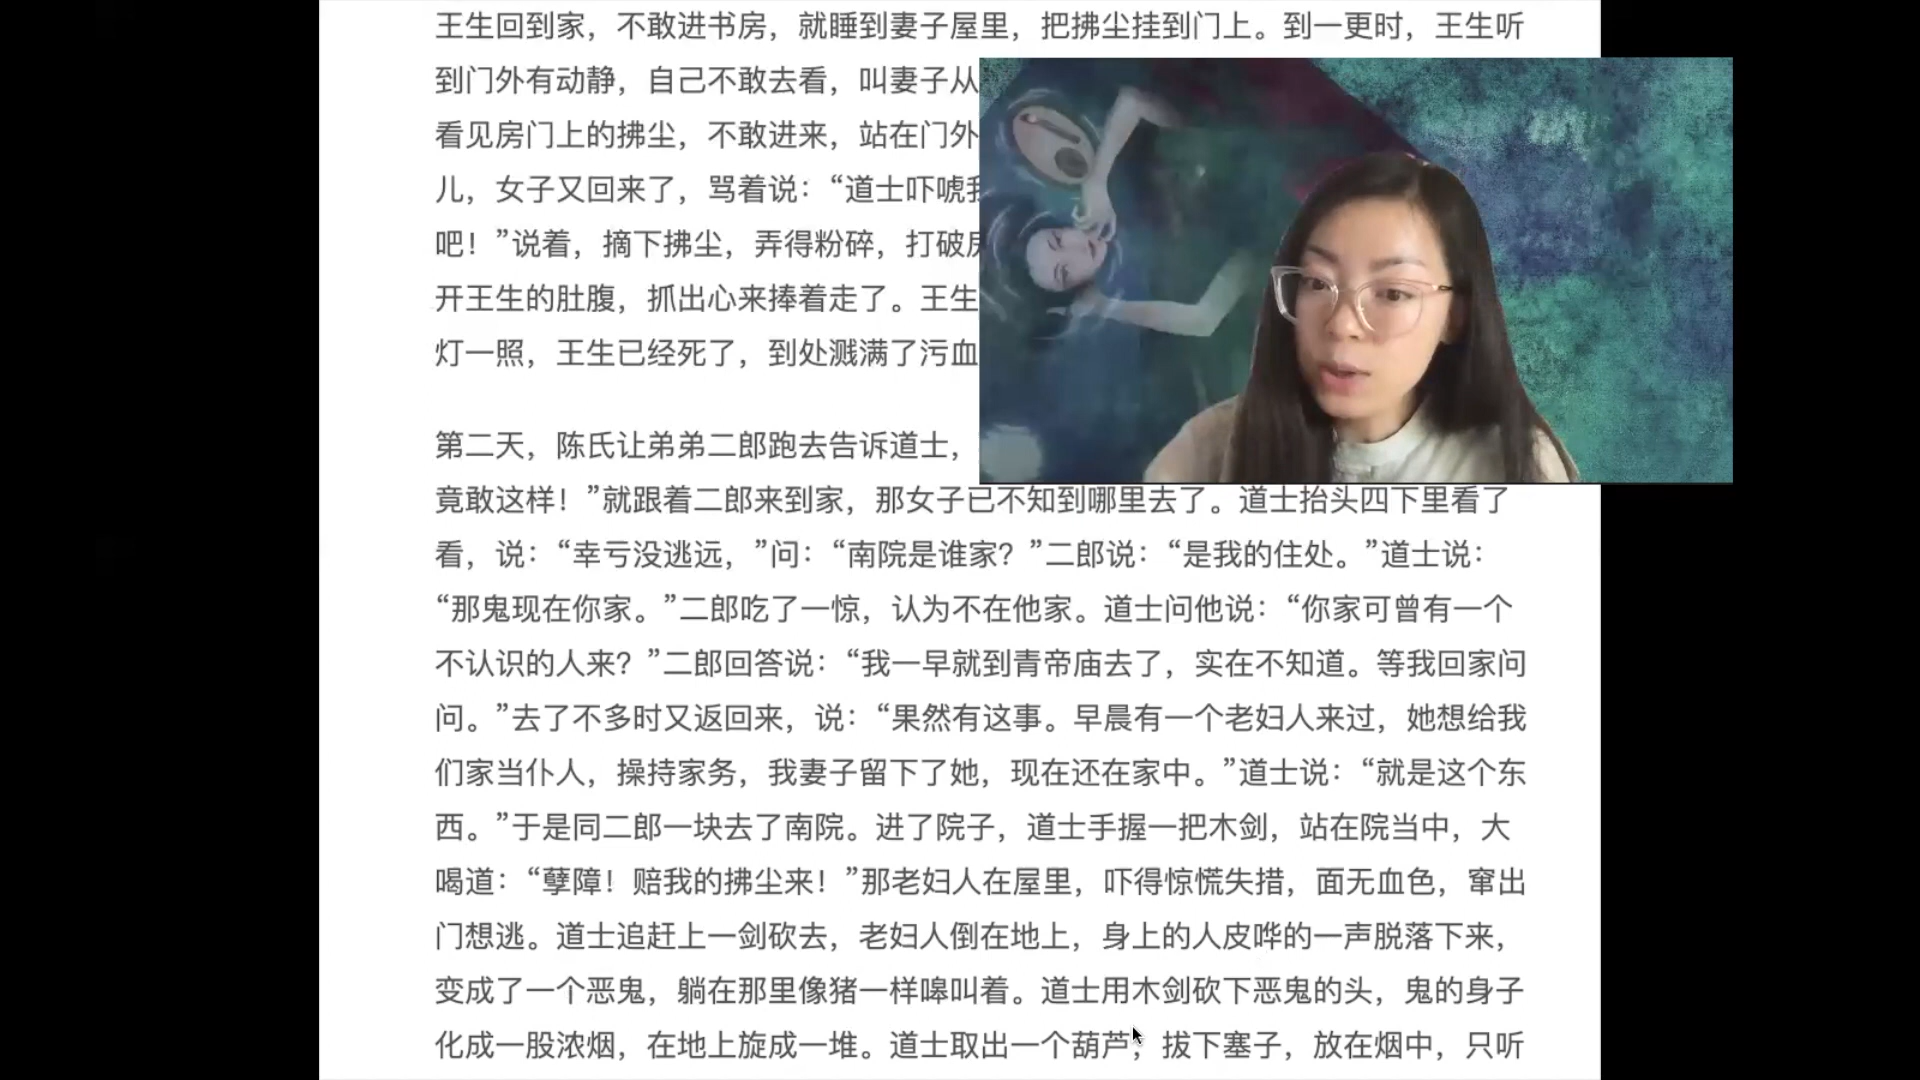 王生回到家，不敢进书房，就睡到妻子屋里，把拂尘挂到门上。到一更时，王生听
到门外有动静，自己不敢去看，叫妻子从
看见房门上的拂尘，不敢进来，站在门外
儿，女子又回来了，骂着说：“道士吓唬
吧！”说着，摘下拂尘，弄得粉碎，打破
开王生的肚腹，抓出心来捧着走了。王生
灯一照，王生已经死了，到处溅满了污血
第二天，陈氏让弟弟二郎跑去告诉道士，
竟敢这样！”就跟着二郎来到家，那女子已不知到哪里去了。道士抬头四下里看了
看，说：“幸亏没逃远，”问：“南院是谁家？”二郎说：“是我的住处。”道士说：
“那鬼现在你家。”二郎吃了一惊，认为不在他家。道士问他说：“你家可曾有一个
不认识的人来？”二郎回答说：“我一早就到青帝庙去了，实在不知道。等我回家问
问。”去了不多时又返回来，说：“果然有这事。早晨有一个老妇人来过，她想给我
们家当仆人，操持家务，我妻子留下了她，现在还在家中。”道士说：“就是这个东
西。”于是同二郎一块去了南院。进了院子，道士手握一把木剑，站在院当中，大
喝道：“孽障！赔我的拂尘来！”那老妇人在屋里，吓得惊慌失措，面无血色，窜出
门想逃。道士追赶上一剑砍去，老妇人倒在地上，身上的人皮哗的一声脱落下来，
变成了一个恶鬼，躺在那里像猪一样嗥叫着。道士用木剑砍下恶鬼的头，鬼的身子
化成一股浓烟，在地上旋成一堆。道士取出一个葫芦，拔下塞子，放在烟中，只听